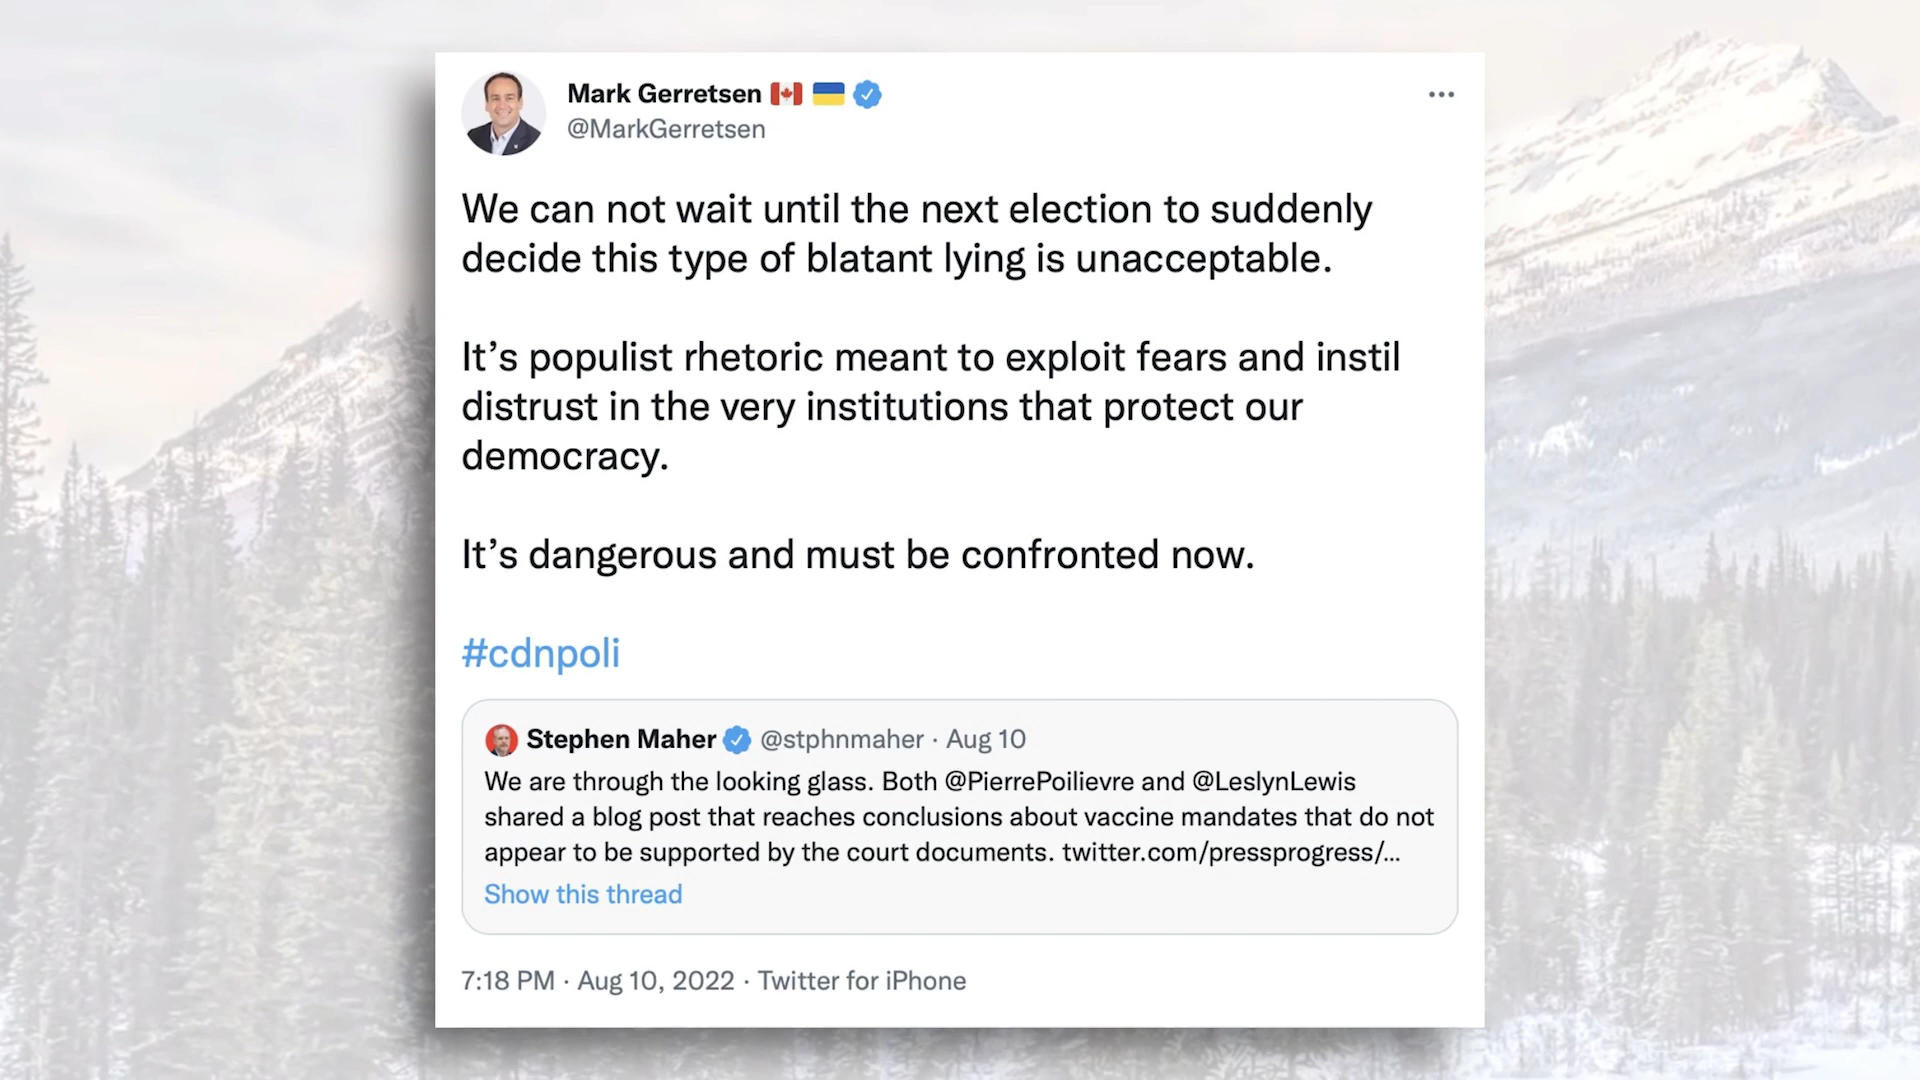 Mark Gerretsen
@MarkGerretsen
We can not wait until the next election to suddenly
decide this type of blatant lying is unacceptable.
It’s populist rhetoric meant to exploit fears and instil
distrust in the very institutions that protect our
democracy.
It’s dangerous and must be confronted now.
#cdnpoli
Stephen Maher @stphnmaher · Aug 10
We are through the looking glass. Both @PierrePoilievre and @LeslynLewis
shared a blog post that reaches conclusions about vaccine mandates that do not
appear to be supported by the court documents. twitter.com/pressprogress/...
Show this thread
7:18 PM · Aug 10, 2022 · Twitter for iPhone